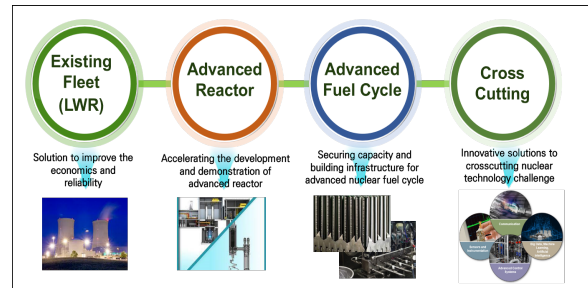 Existing
Fleet
(LWR)
Advanced
Reactor
Advanced
Fuel Cycle
Cross
Cutting
Solution to improve the
economics and
reliability
Accelerating the development
and demonstration of
advanced reactor
Securing capacity and
building infrastructure for
advanced nuclear fuel cycle
Innovative solutions to
crosscutting nuclear
technology challenge
Advanced Control
Systems